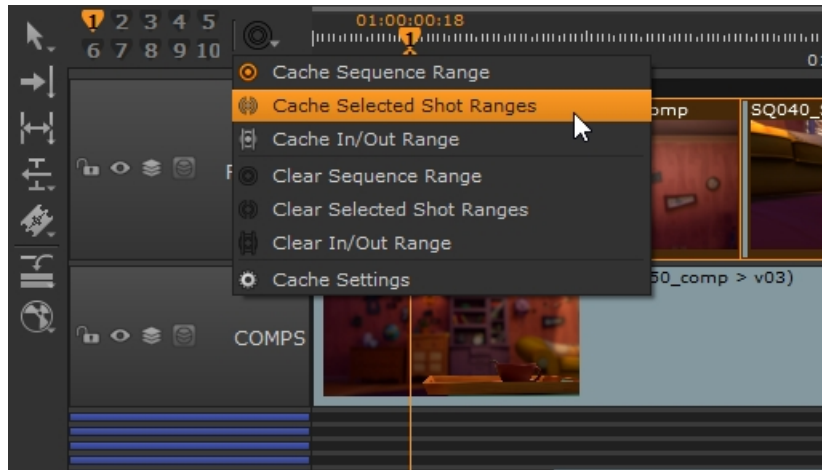 1 2 3 4 5
6 7 8 9 10
01:00:00:18
1
Cache Sequence Range
Cache Selected Shot Ranges
Cache In/Out Range
Clear Sequence Range
Clear Selected Shot Ranges
Clear In/Out Range
Cache Settings
SQ040_
50_comp > v03)
COMPS